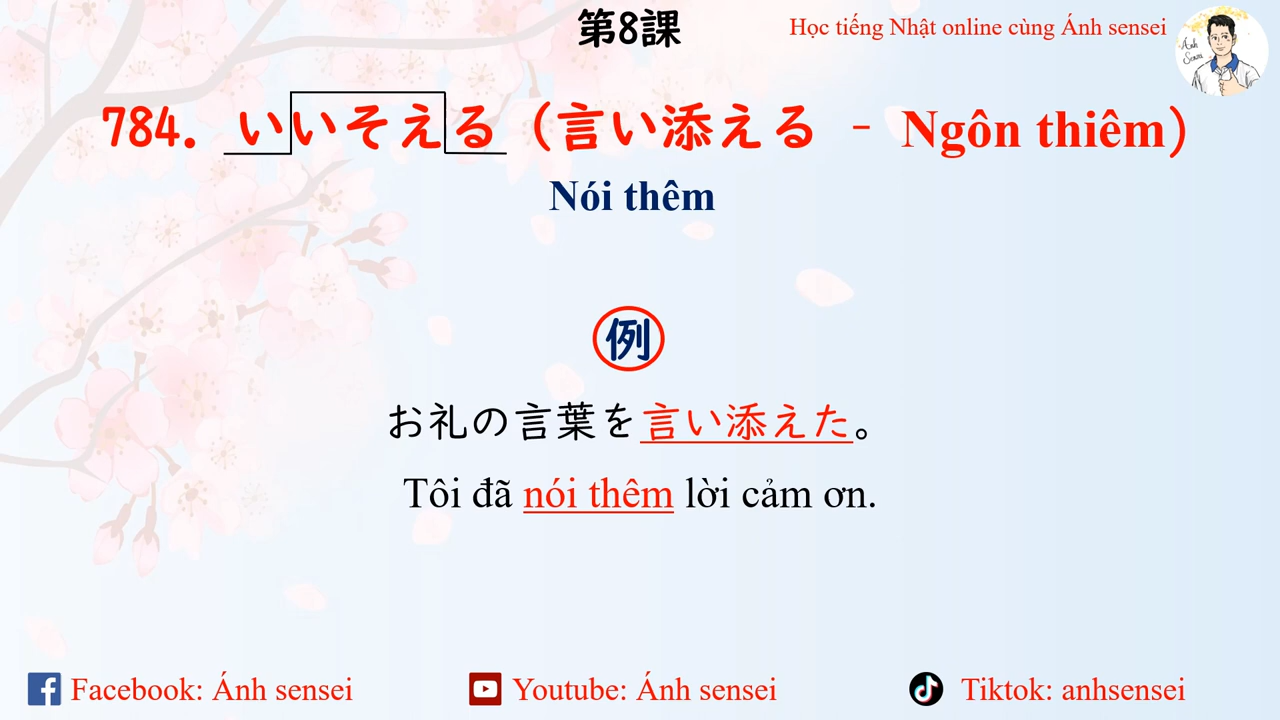 第8課
Học tiếng Nhật online cùng Ánh sensei
Ánh Sensei
784. いいそえる (言い添える - Ngôn thiêm)
Nói thêm
例
お礼の言葉を言い添えた。
Tôi đã nói thêm lời cảm ơn.
Facebook: Ánh sensei
Youtube: Ánh sensei
Tiktok: anhsensei